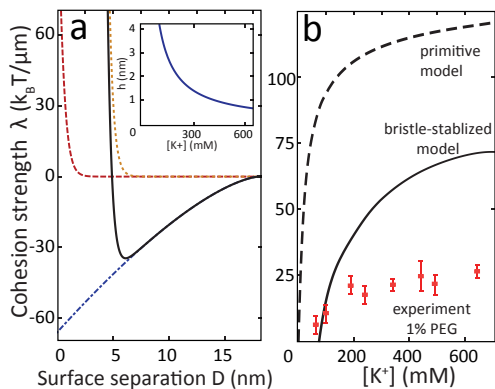 a
Cohesion strength λ (k_BT/μm)
60
30
0
-30
-60
0
5
10
15
Surface separation D (nm)
h (nm)
4
3
2
1
0
300
600
[K+] (mM)
b
100
75
50
25
0
0
200
400
600
[K+] (mM)
primitive
model
bristle-stablized
model
experiment
1% PEG